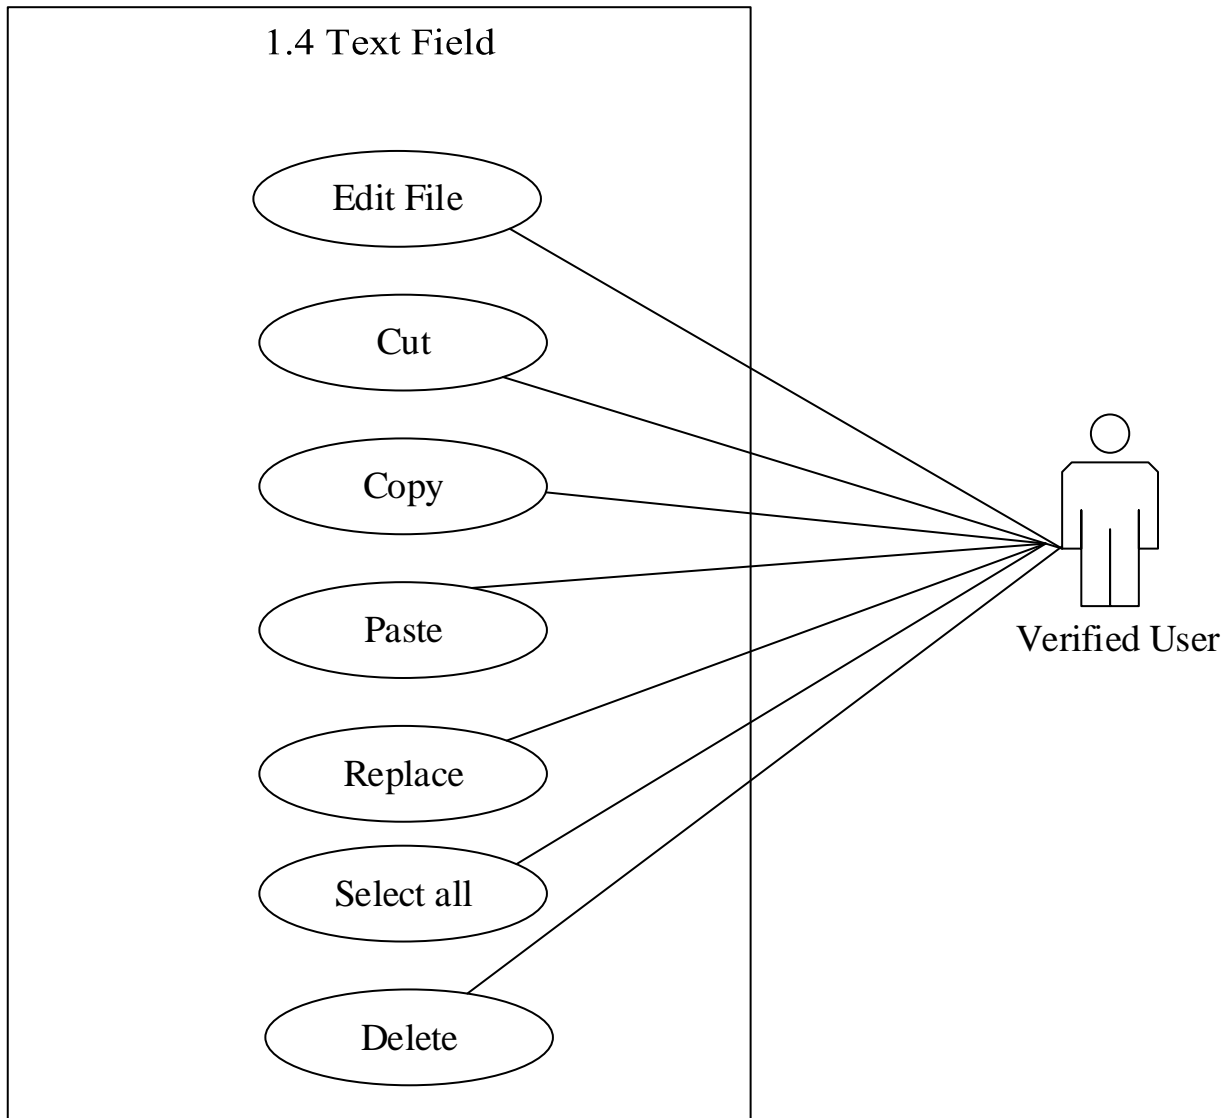 1.4 Text Field
Edit File
Cut
Copy
Paste
Verified User
Replace
Select all
Delete